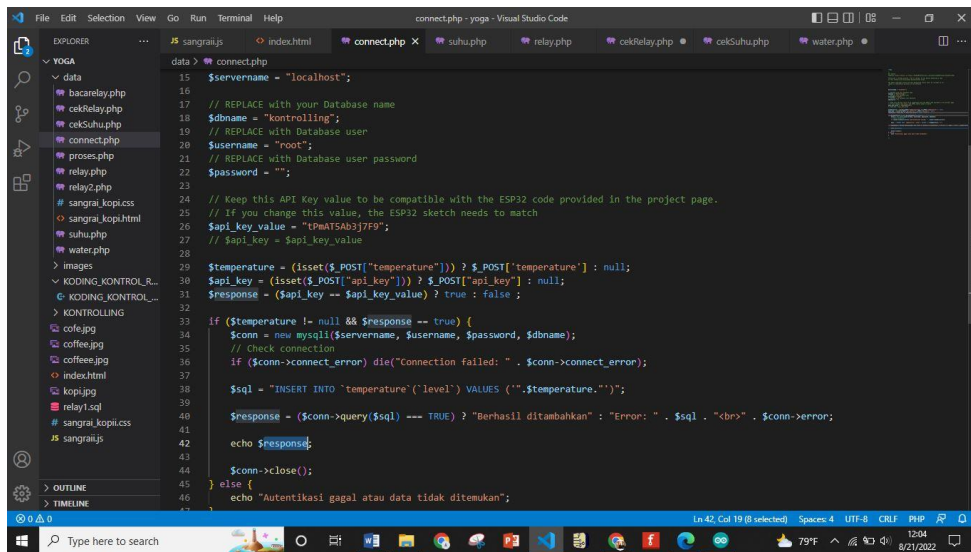 File Edit Selection View Go Run Terminal Help
connect.php - yoga - Visual Studio Code
EXPLORER
YOGA
data
bacarelay.php
cekRelay.php
cekSuhu.php
connect.php
proses.php
relay.php
relay2.php
sangrai_kopi.css
sangrai_kopi.html
suhu.php
water.php
images
KODING_KONTROL_R...
KODING_KONTROL_...
KONTROLLING
cofe.jpg
coffee.jpg
coffeee.jpg
index.html
kopi.jpg
relay1.sql
sangrai_kopii.css
sangraii.js
OUTLINE
TIMELINE
JS sangraii.js index.html connect.php suhu.php relay.php cekRelay.php cekSuhu.php water.php
data > connect.php
15 $servername = "localhost";
16
17 // REPLACE with your Database name
18 $dbname = "kontrolling";
19 // REPLACE with Database user
20 $username = "root";
21 // REPLACE with Database user password
22 $password = "";
23
24 // Keep this API Key value to be compatible with the ESP32 code provided in the project page.
25 // If you change this value, the ESP32 sketch needs to match
26 $api_key_value = "tPmAT5Ab3j7F9";
27 // $api_key = $api_key_value
28
29 $temperature = (isset($_POST["temperature"])) ? $_POST['temperature'] : null;
30 $api_key = (isset($_POST["api_key"])) ? $_POST["api_key"] : null;
31 $response = ($api_key == $api_key_value) ? true : false ;
32
33 if ($temperature != null && $response == true) {
34 $conn = new mysqli($servername, $username, $password, $dbname);
35 // Check connection
36 if ($conn->connect_error) die("Connection failed: " . $conn->connect_error);
37
38 $sql = "INSERT INTO `temperature`(`level`) VALUES ('".$temperature."')";
39
40 $response = ($conn->query($sql) === TRUE) ? "Berhasil ditambahkan" : "Error: " . $sql . "<br>" . $conn->error;
41
42 echo $response;
43
44 $conn->close();
45 } else {
46 echo "Autentikasi gagal atau data tidak ditemukan";
47 }
0 0
Ln 42, Col 19 (8 selected) Spaces: 4 UTF-8 CRLF PHP
Type here to search
79°F
12:04
8/21/2022